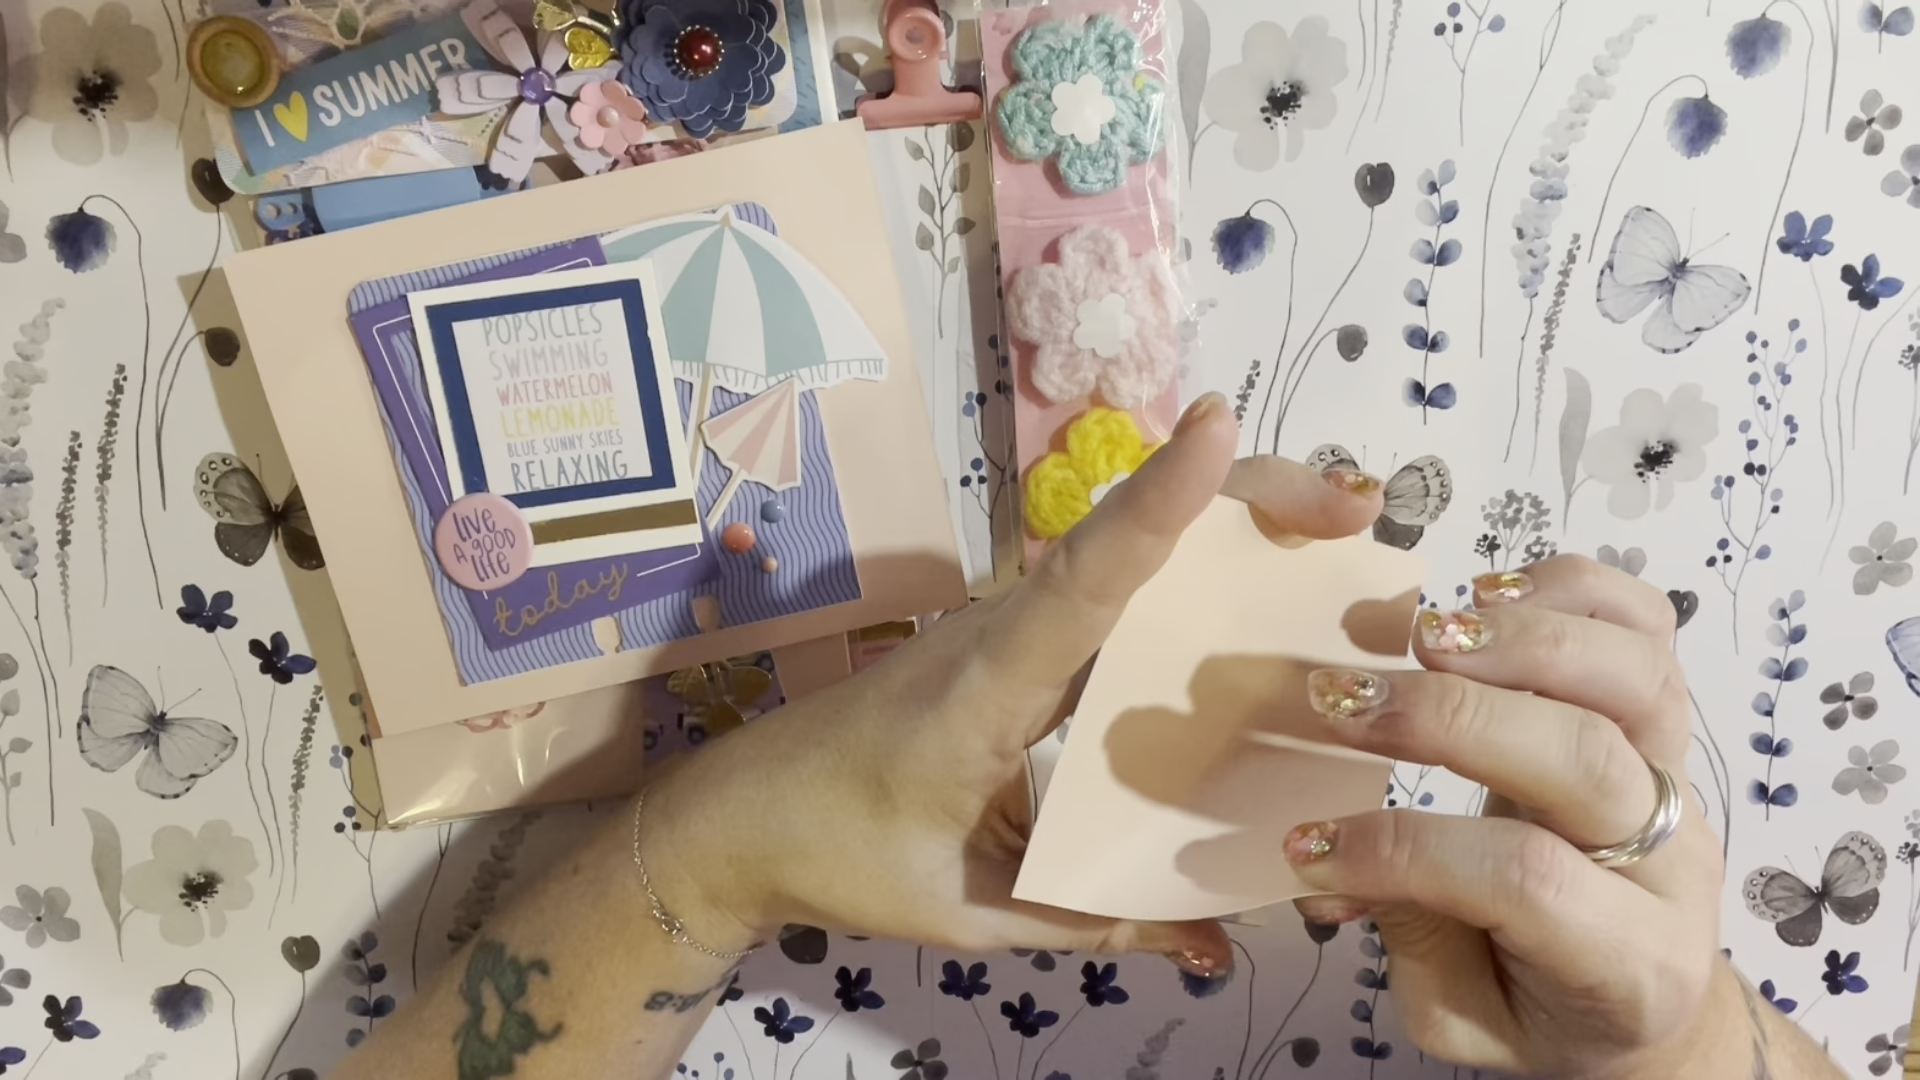 I SUMMER
POPSICLES
SWIMMING
WATERMELON
LEMONADE
BLUE SUNNY SKIES
RELAXING
live
A GOOD
life
today